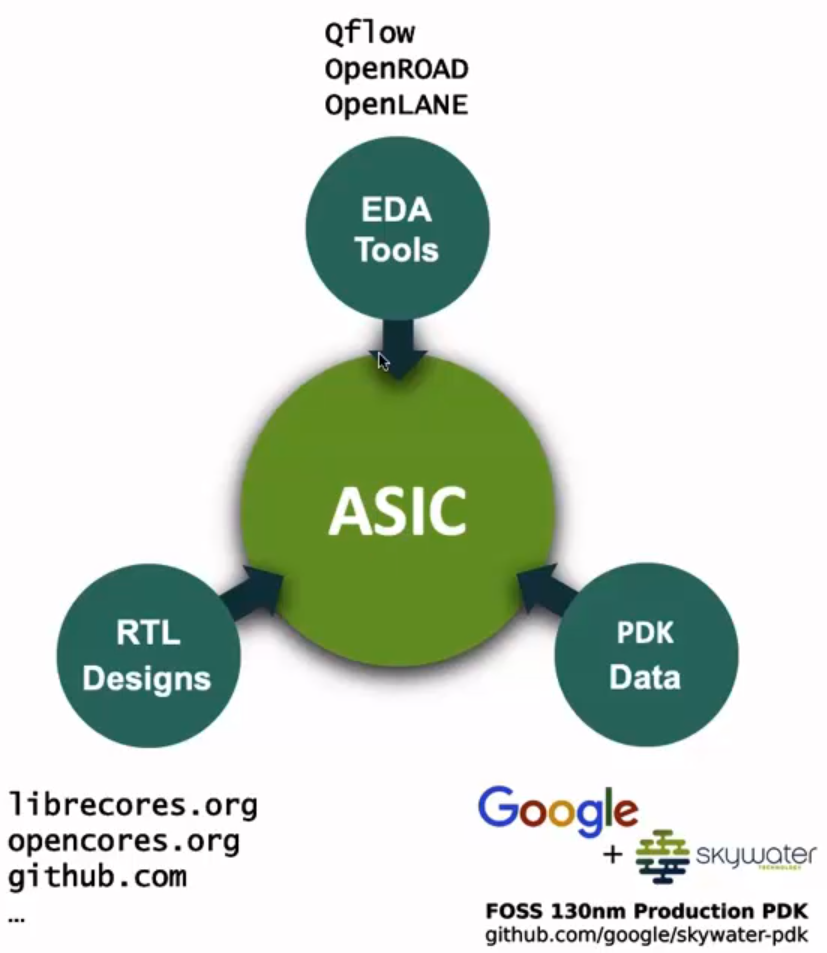 Qflow
OpenROAD
OpenLANE
EDA
Tools
ASIC
RTL
Designs
PDK
Data
librecores.org
opencores.org
github.com
...
Google
+ skywater
TECHNOLOGY
FOSS 130nm Production PDK
github.com/google/skywater-pdk